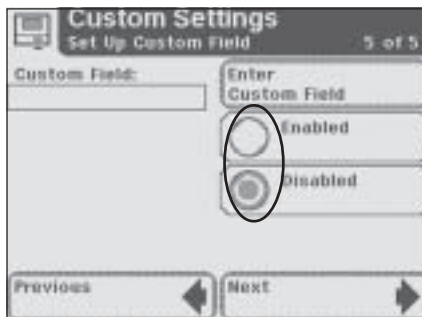 Custom Settings
Set Up Custom Field 5 of 5
Custom Field:
Enter
Custom Field
Enabled
Disabled
Previous
Next